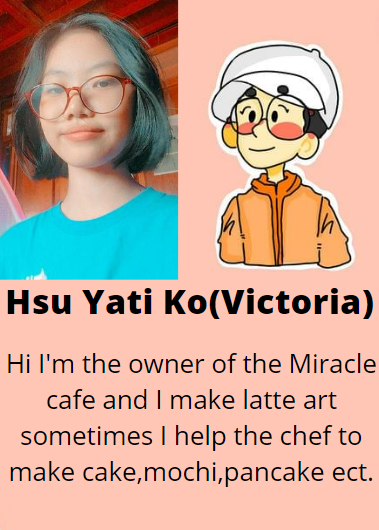 Hsu Yati Ko(Victoria)
Hi I'm the owner of the Miracle
cafe and I make latte art
sometimes I help the chef to
make cake,mochi,pancake ect.